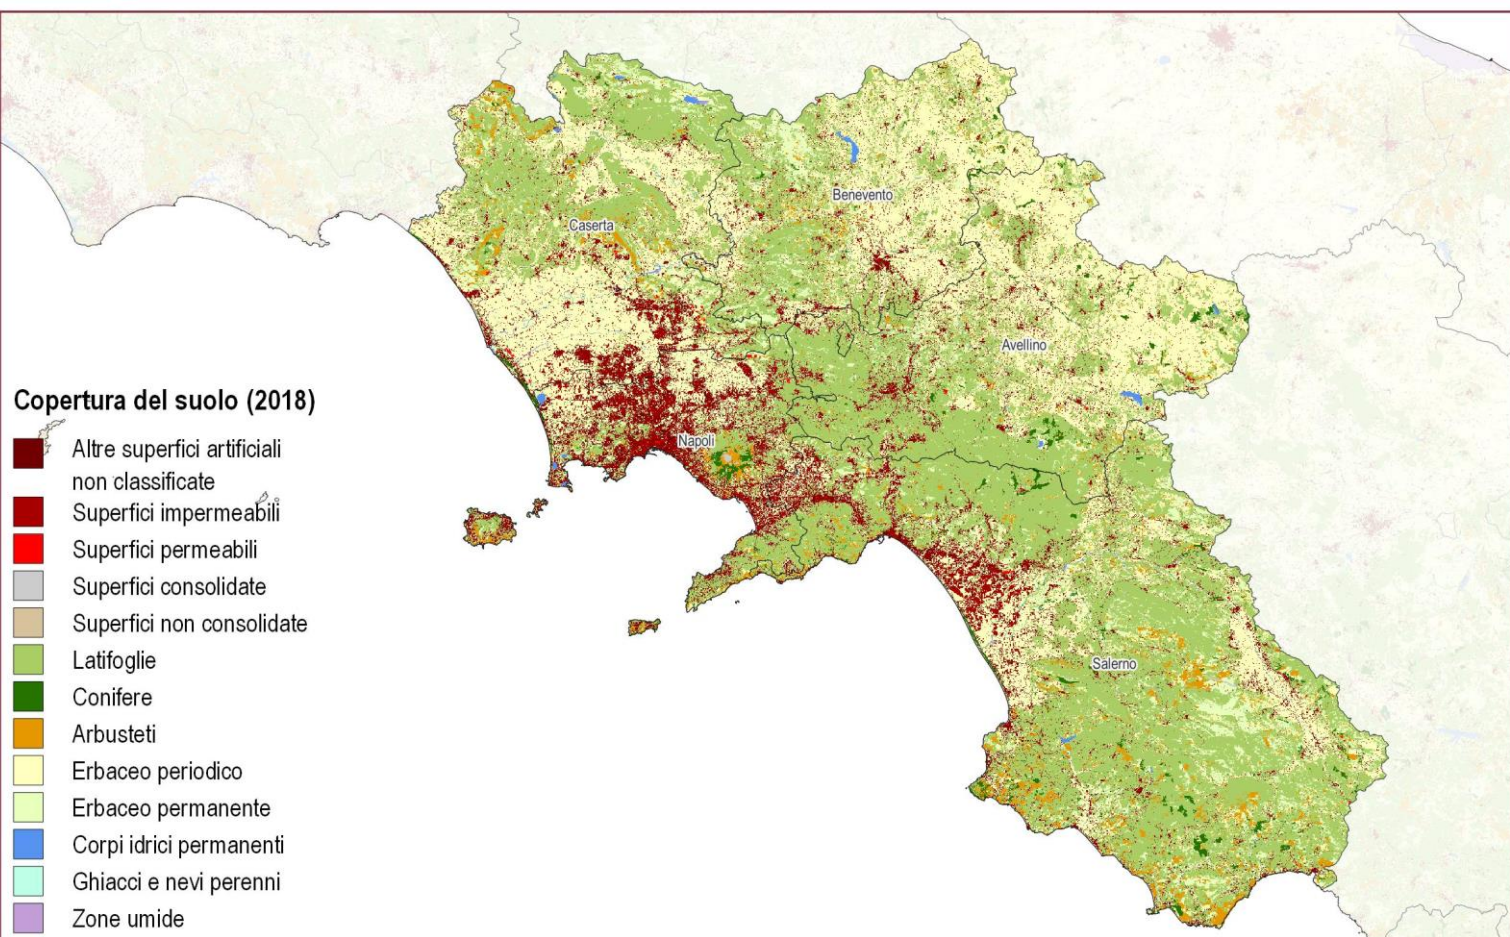 Benevento
Caserta
Avellino
Napoli
Salerno
Copertura del suolo (2018)
Altre superfici artificiali
non classificate
Superfici impermeabili
Superfici permeabili
Superfici consolidate
Superfici non consolidate
Latifoglie
Conifere
Arbusteti
Erbaceo periodico
Erbaceo permanente
Corpi idrici permanenti
Ghiacci e nevi perenni
Zone umide